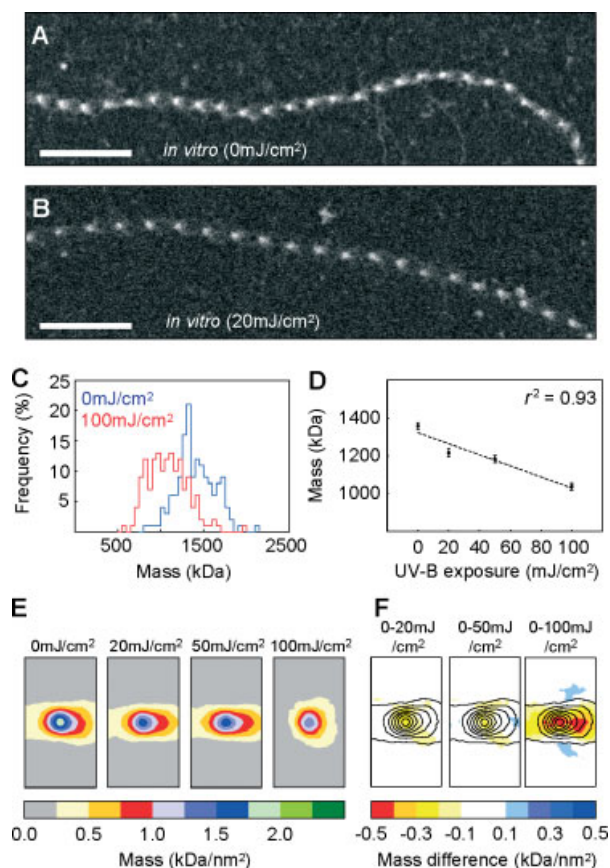 A
in vitro (0mJ/cm²)
B
in vitro (20mJ/cm²)
C
0mJ/cm²
100mJ/cm²
Frequency (%)
25
20
15
10
5
500 1500 2500
Mass (kDa)
D
r² = 0.93
Mass (kDa)
1400
1200
1000
0 20 40 60 80 100
UV-B exposure (mJ/cm²)
E
0mJ/cm² 20mJ/cm² 50mJ/cm² 100mJ/cm²
0.0 0.5 1.0 1.5 2.0
Mass (kDa/nm²)
F
0-20mJ/cm² 0-50mJ/cm² 0-100mJ/cm²
-0.5 -0.3 -0.1 0.1 0.3 0.5
Mass difference (kDa/nm²)